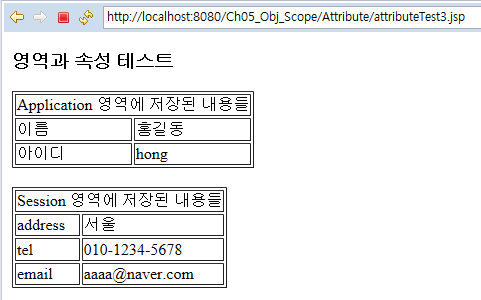 http://localhost:8080/Ch05_Obj_Scope/Attribute/attributeTest3.jsp
영역과 속성 테스트
Application 영역에 저장된 내용들
이름 홍길동
아이디 hong
Session 영역에 저장된 내용들
address 서울
tel 010-1234-5678
email aaaa@naver.com